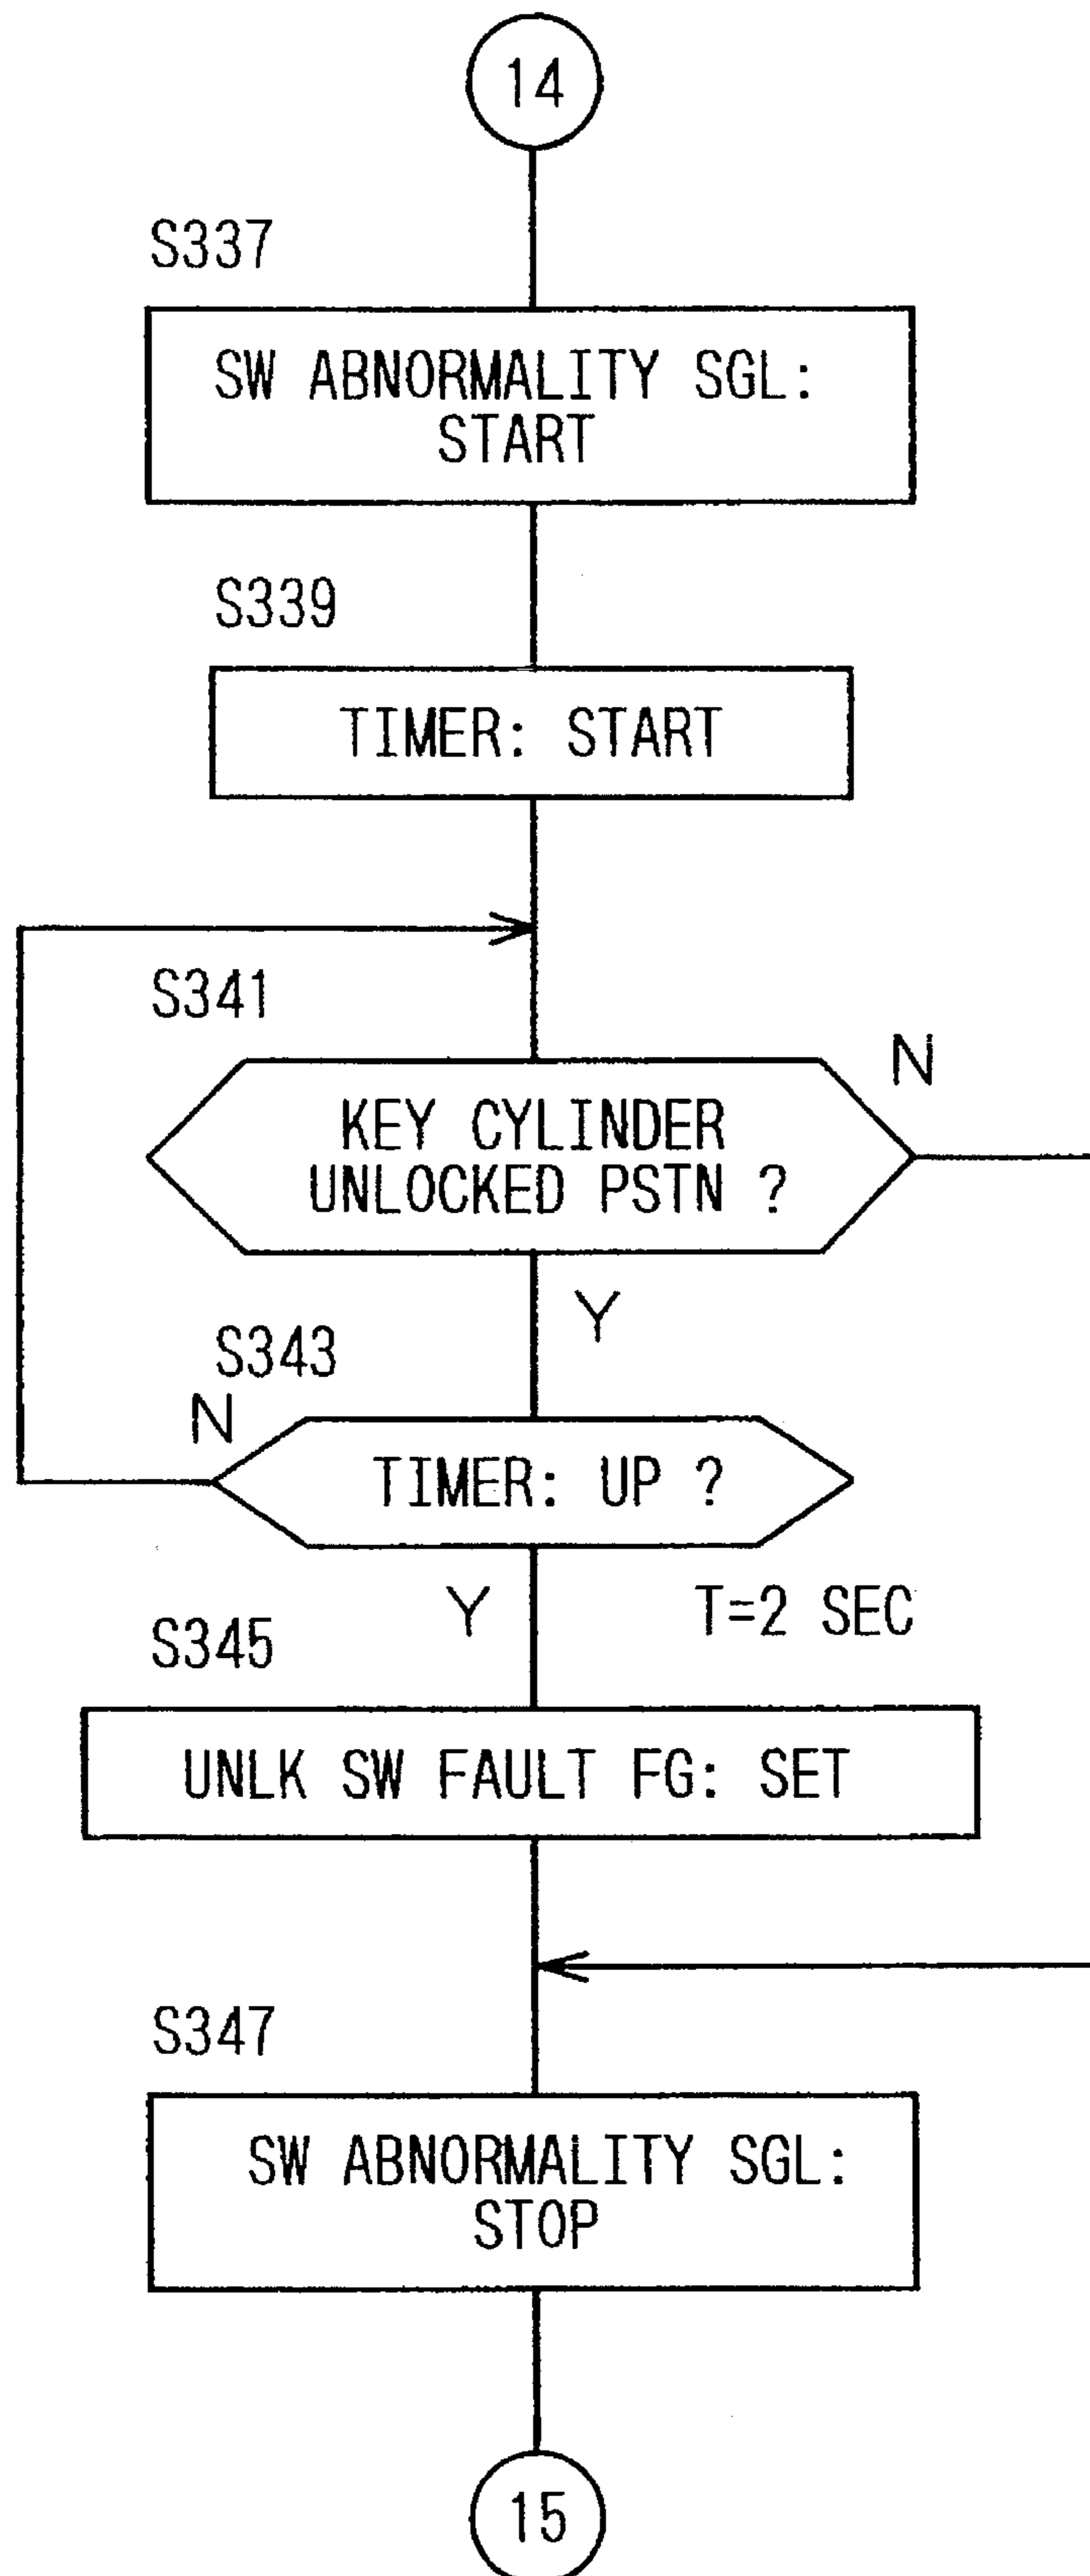 14
S337
SW ABNORMALITY SGL:
START
S339
TIMER: START
S341
N
KEY CYLINDER
UNLOCKED PSTN ?
Y
S343
N
TIMER: UP ?
Y
T=2 SEC
S345
UNLK SW FAULT FG: SET
S347
SW ABNORMALITY SGL:
STOP
15